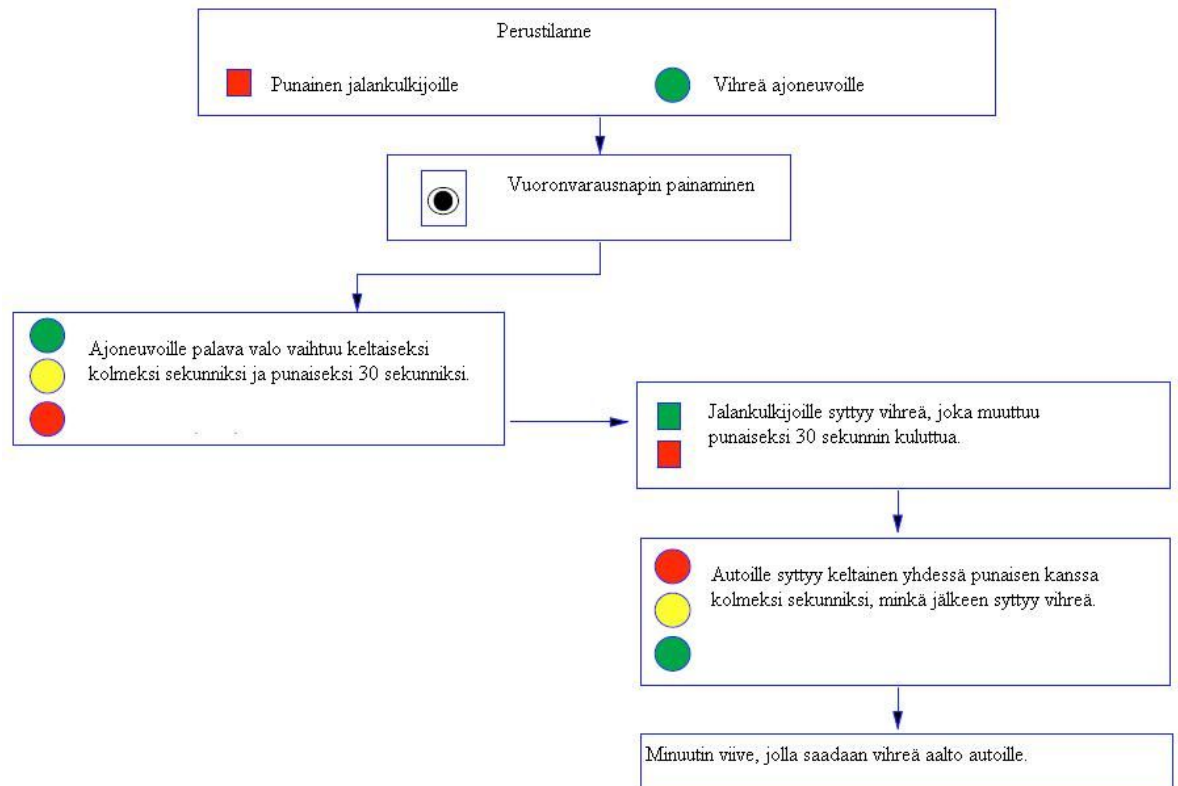 Perustilanne
Punainen jalankulkijoille
Vihreä ajoneuvoille
Vuoronvarausnapin painaminen
Ajoneuvoille palava valo vaihtuu keltaiseksi
kolmeksi sekunniksi ja punaiseksi 30 sekunniksi.
Jalankulkijoille syttyy vihreä, joka muuttuu
punaiseksi 30 sekunnin kuluttua.
Autoille syttyy keltainen yhdessä punaisen kanssa
kolmeksi sekunniksi, minkä jälkeen syttyy vihreä.
Minuutin viive, jolla saadaan vihreä aalto autoille.